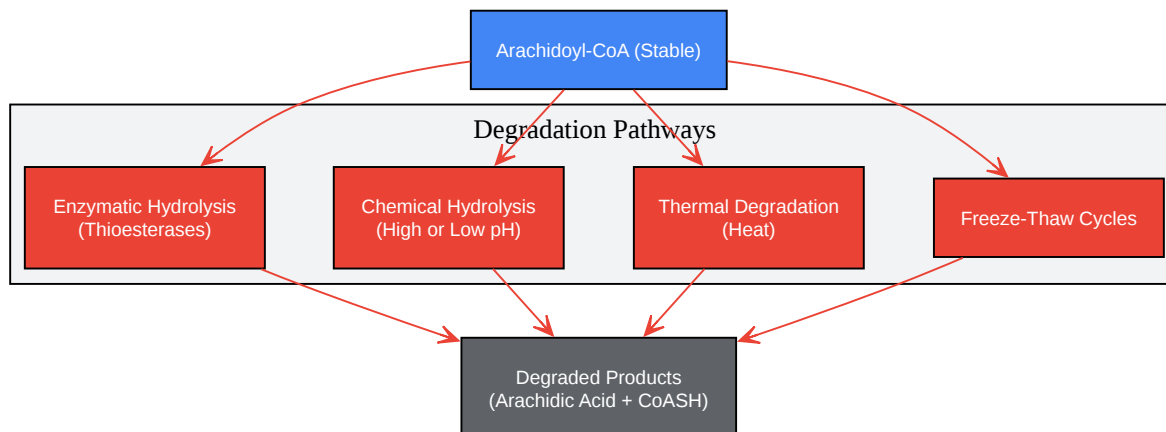 Arachidoyl-CoA (Stable)
Degradation Pathways
Enzymatic Hydrolysis
(Thioesterases)
Chemical Hydrolysis
(High or Low pH)
Thermal Degradation
(Heat)
Freeze-Thaw Cycles
Degraded Products
(Arachidic Acid + CoASH)